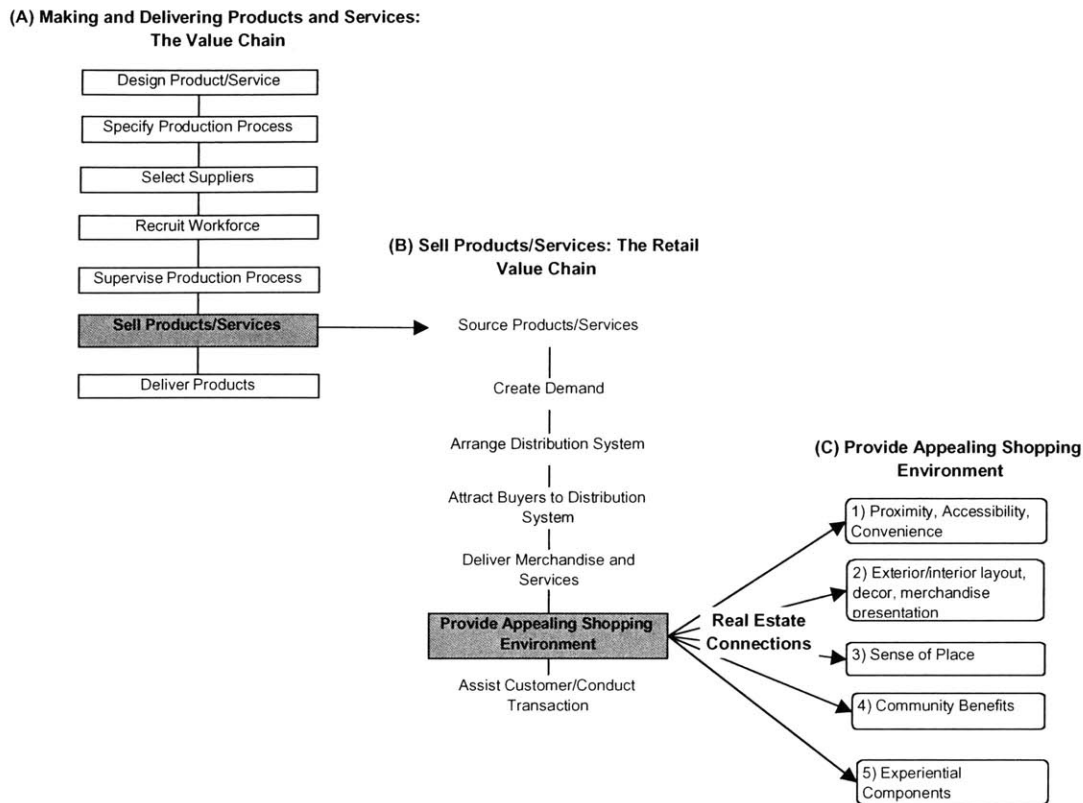 (A) Making and Delivering Products and Services:
The Value Chain
Design Product/Service
Specify Production Process
Select Suppliers
Recruit Workforce
Supervise Production Process
Sell Products/Services
Deliver Products
(B) Sell Products/Services: The Retail
Value Chain
Source Products/Services
Create Demand
Arrange Distribution System
Attract Buyers to Distribution
System
Deliver Merchandise and
Services
Provide Appealing Shopping
Environment
Assist Customer/Conduct
Transaction
Real Estate
Connections
(C) Provide Appealing Shopping
Environment
1) Proximity, Accessibility,
Convenience
2) Exterior/interior layout,
decor, merchandise
presentation
3) Sense of Place
4) Community Benefits
5) Experiential
Components